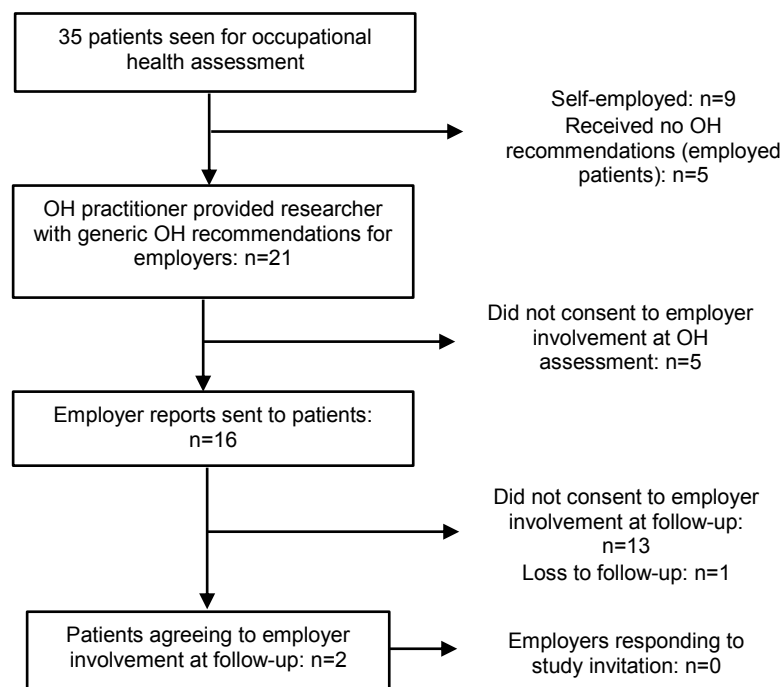 35 patients seen for occupational
health assessment
Self-employed: n=9
Received no OH
recommendations (employed
patients): n=5
OH practitioner provided researcher
with generic OH recommendations for
employers: n=21
Did not consent to employer
involvement at OH
assessment: n=5
Employer reports sent to patients:
n=16
Did not consent to employer
involvement at follow-up:
n=13
Loss to follow-up: n=1
Patients agreeing to employer
involvement at follow-up: n=2
Employers responding to
study invitation: n=0